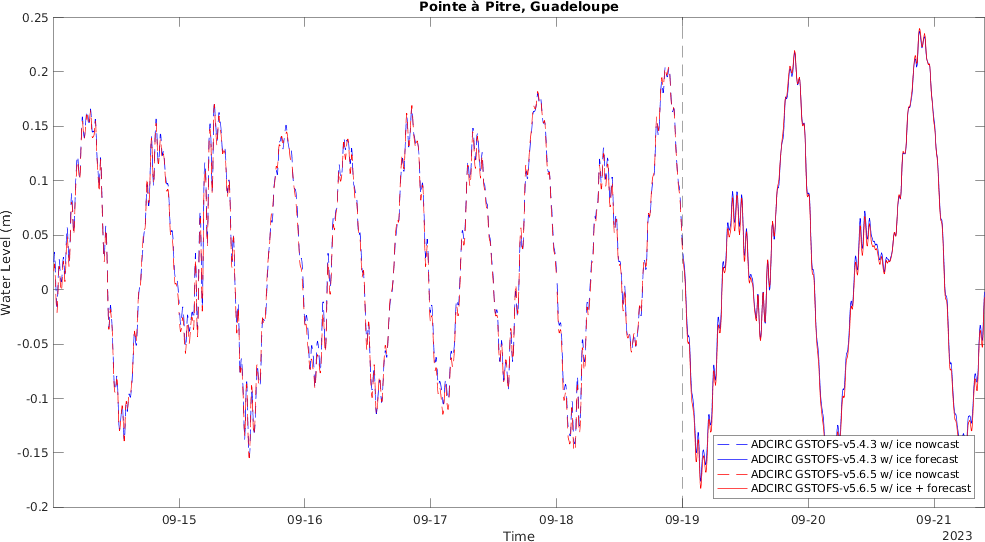 Pointe à Pitre, Guadeloupe
0.25
0.2
0.15
0.1
0.05
0
-0.05
-0.1
-0.15
-0.2
Water Level (m)
09-15
09-16
09-17
09-18
09-19
09-20
09-21
Time
2023
ADCIRC GSTOFS-v5.4.3 w/ ice nowcast
ADCIRC GSTOFS-v5.4.3 w/ ice forecast
ADCIRC GSTOFS-v5.6.5 w/ ice nowcast
ADCIRC GSTOFS-v5.6.5 w/ ice + forecast